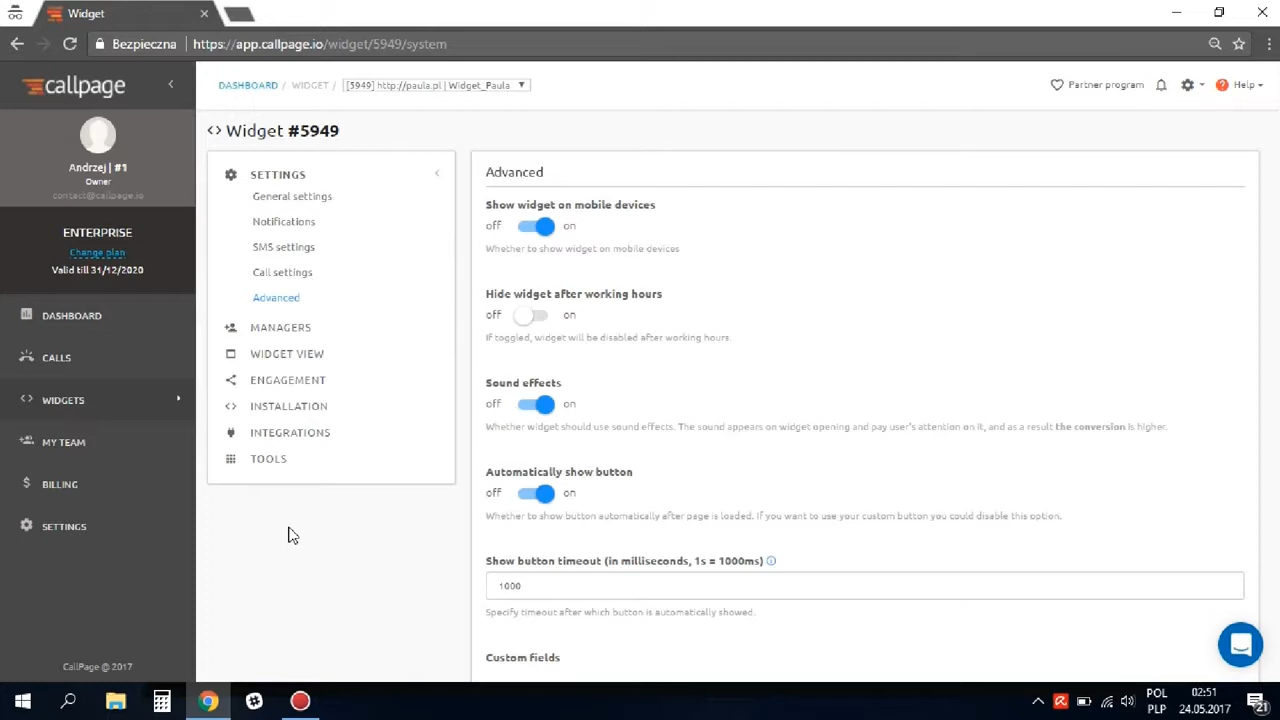 Widget
Bezpieczna
https://app.callpage.io/widget/5949/system
callpage
DASHBOARD / WIDGET / [5949] http://paula.pl | Widget_Paula
Partner program
Help
Widget #5949
Andrzej | #1
Owner
contact@callpage.io
ENTERPRISE
Change plan
Valid till 31/12/2020
DASHBOARD
CALLS
WIDGETS
MY TEAM
BILLING
SETTINGS
CallPage © 2017
SETTINGS
General settings
Notifications
SMS settings
Call settings
Advanced
MANAGERS
WIDGET VIEW
ENGAGEMENT
INSTALLATION
INTEGRATIONS
TOOLS
Advanced
Show widget on mobile devices
off on
Whether to show widget on mobile devices
Hide widget after working hours
off on
If toggled, widget will be disabled after working hours.
Sound effects
off on
Whether widget should use sound effects. The sound appears on widget opening and pay user's attention on it, and as a result the conversion is higher.
Automatically show button
off on
Whether to show button automatically after page is loaded. If you want to use your custom button you could disable this option.
Show button timeout (in milliseconds, 1s = 1000ms)
1000
Specify timeout after which button is automatically showed.
Custom fields
POL
PLP
02:51
24.05.2017
21